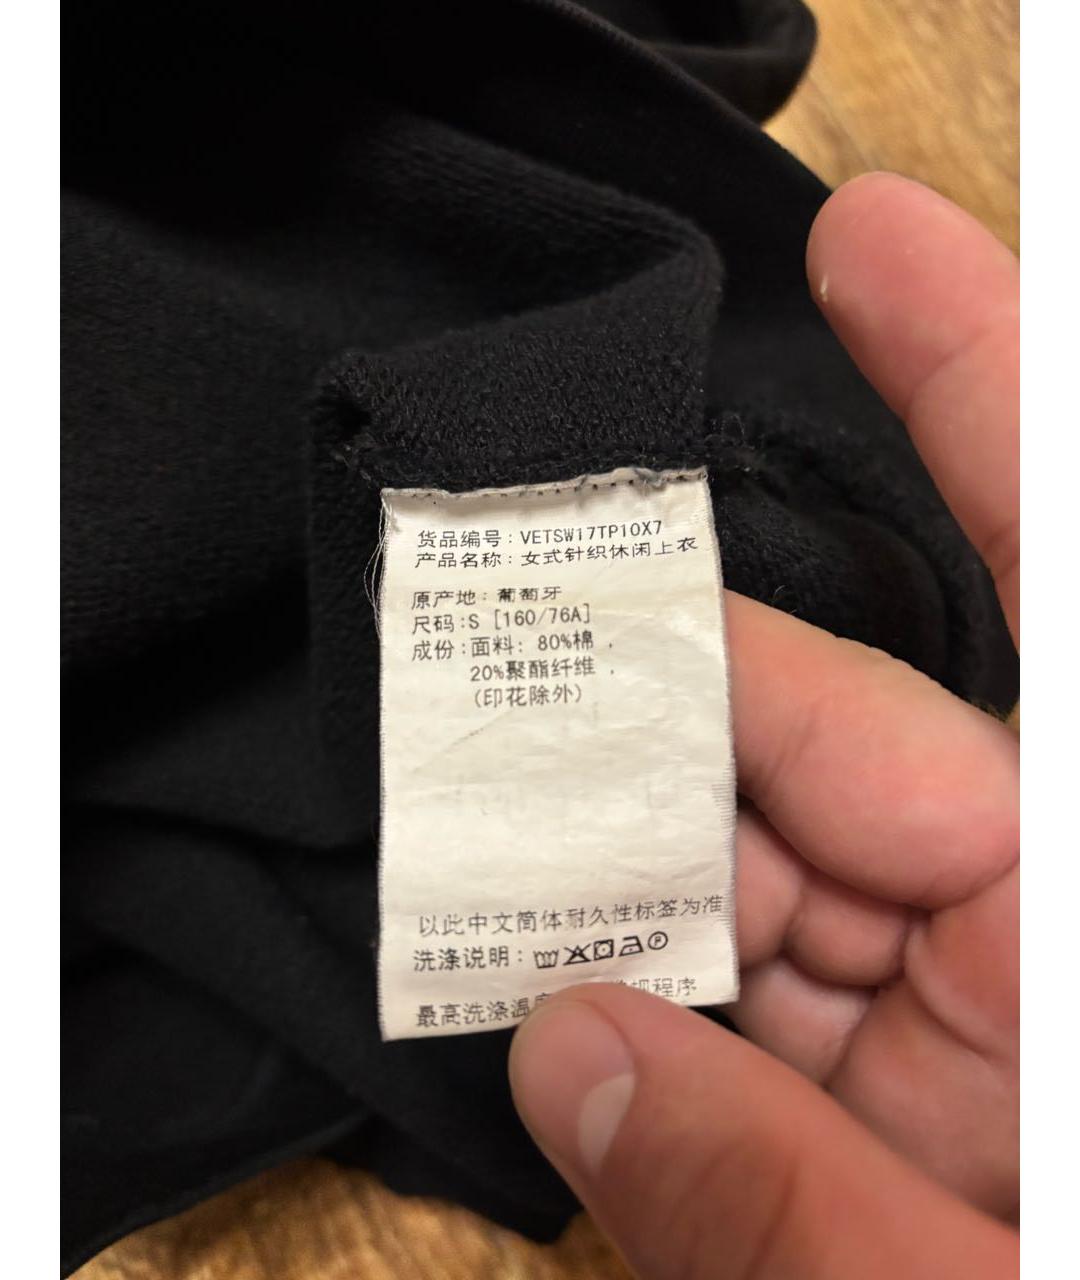 货品编号：VETSW17TP10X7
产品名称：女式针织休闲上衣
原产地：葡萄牙
尺码：S [160/76A]
成份：面料：80%棉，
20%聚酯纤维，
(印花除外)
以此中文简体耐久性标签为准
洗涤说明：
最高洗涤温 规程序